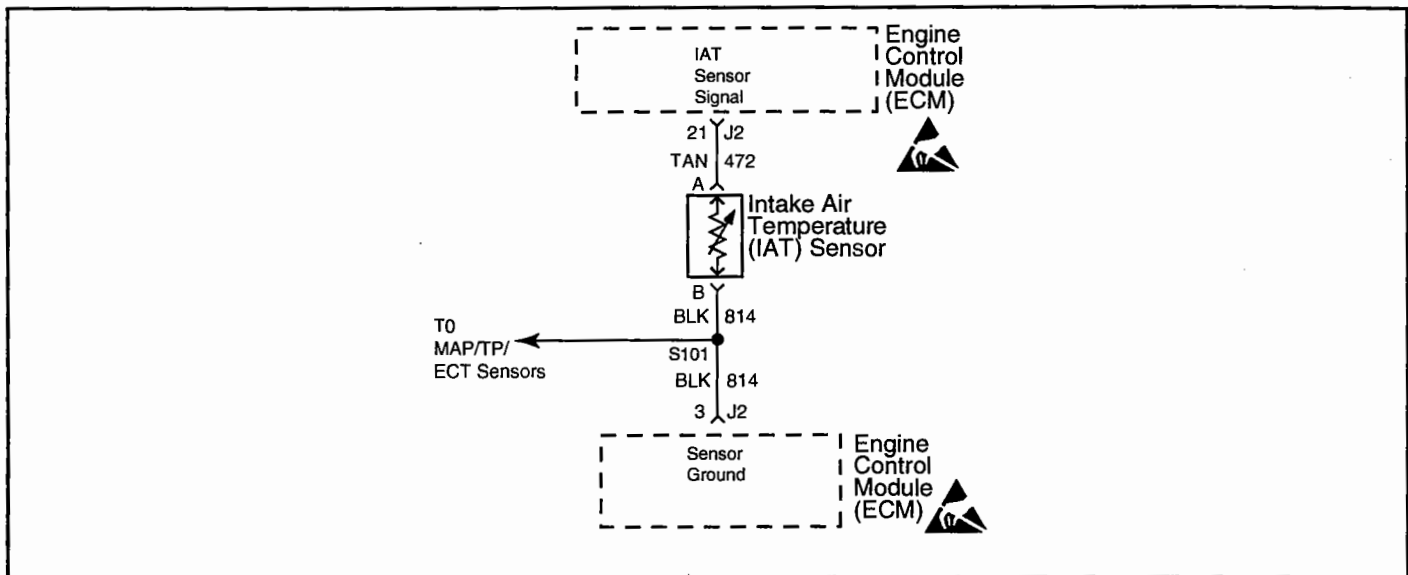 IAT
Sensor
Signal
Engine
Control
Module
(ECM)
21 J2
TAN 472
A
Intake Air
Temperature
(IAT) Sensor
B
BLK 814
T0
MAP/TP/
ECT Sensors
S101
BLK 814
3 J2
Sensor
Ground
Engine
Control
Module
(ECM)